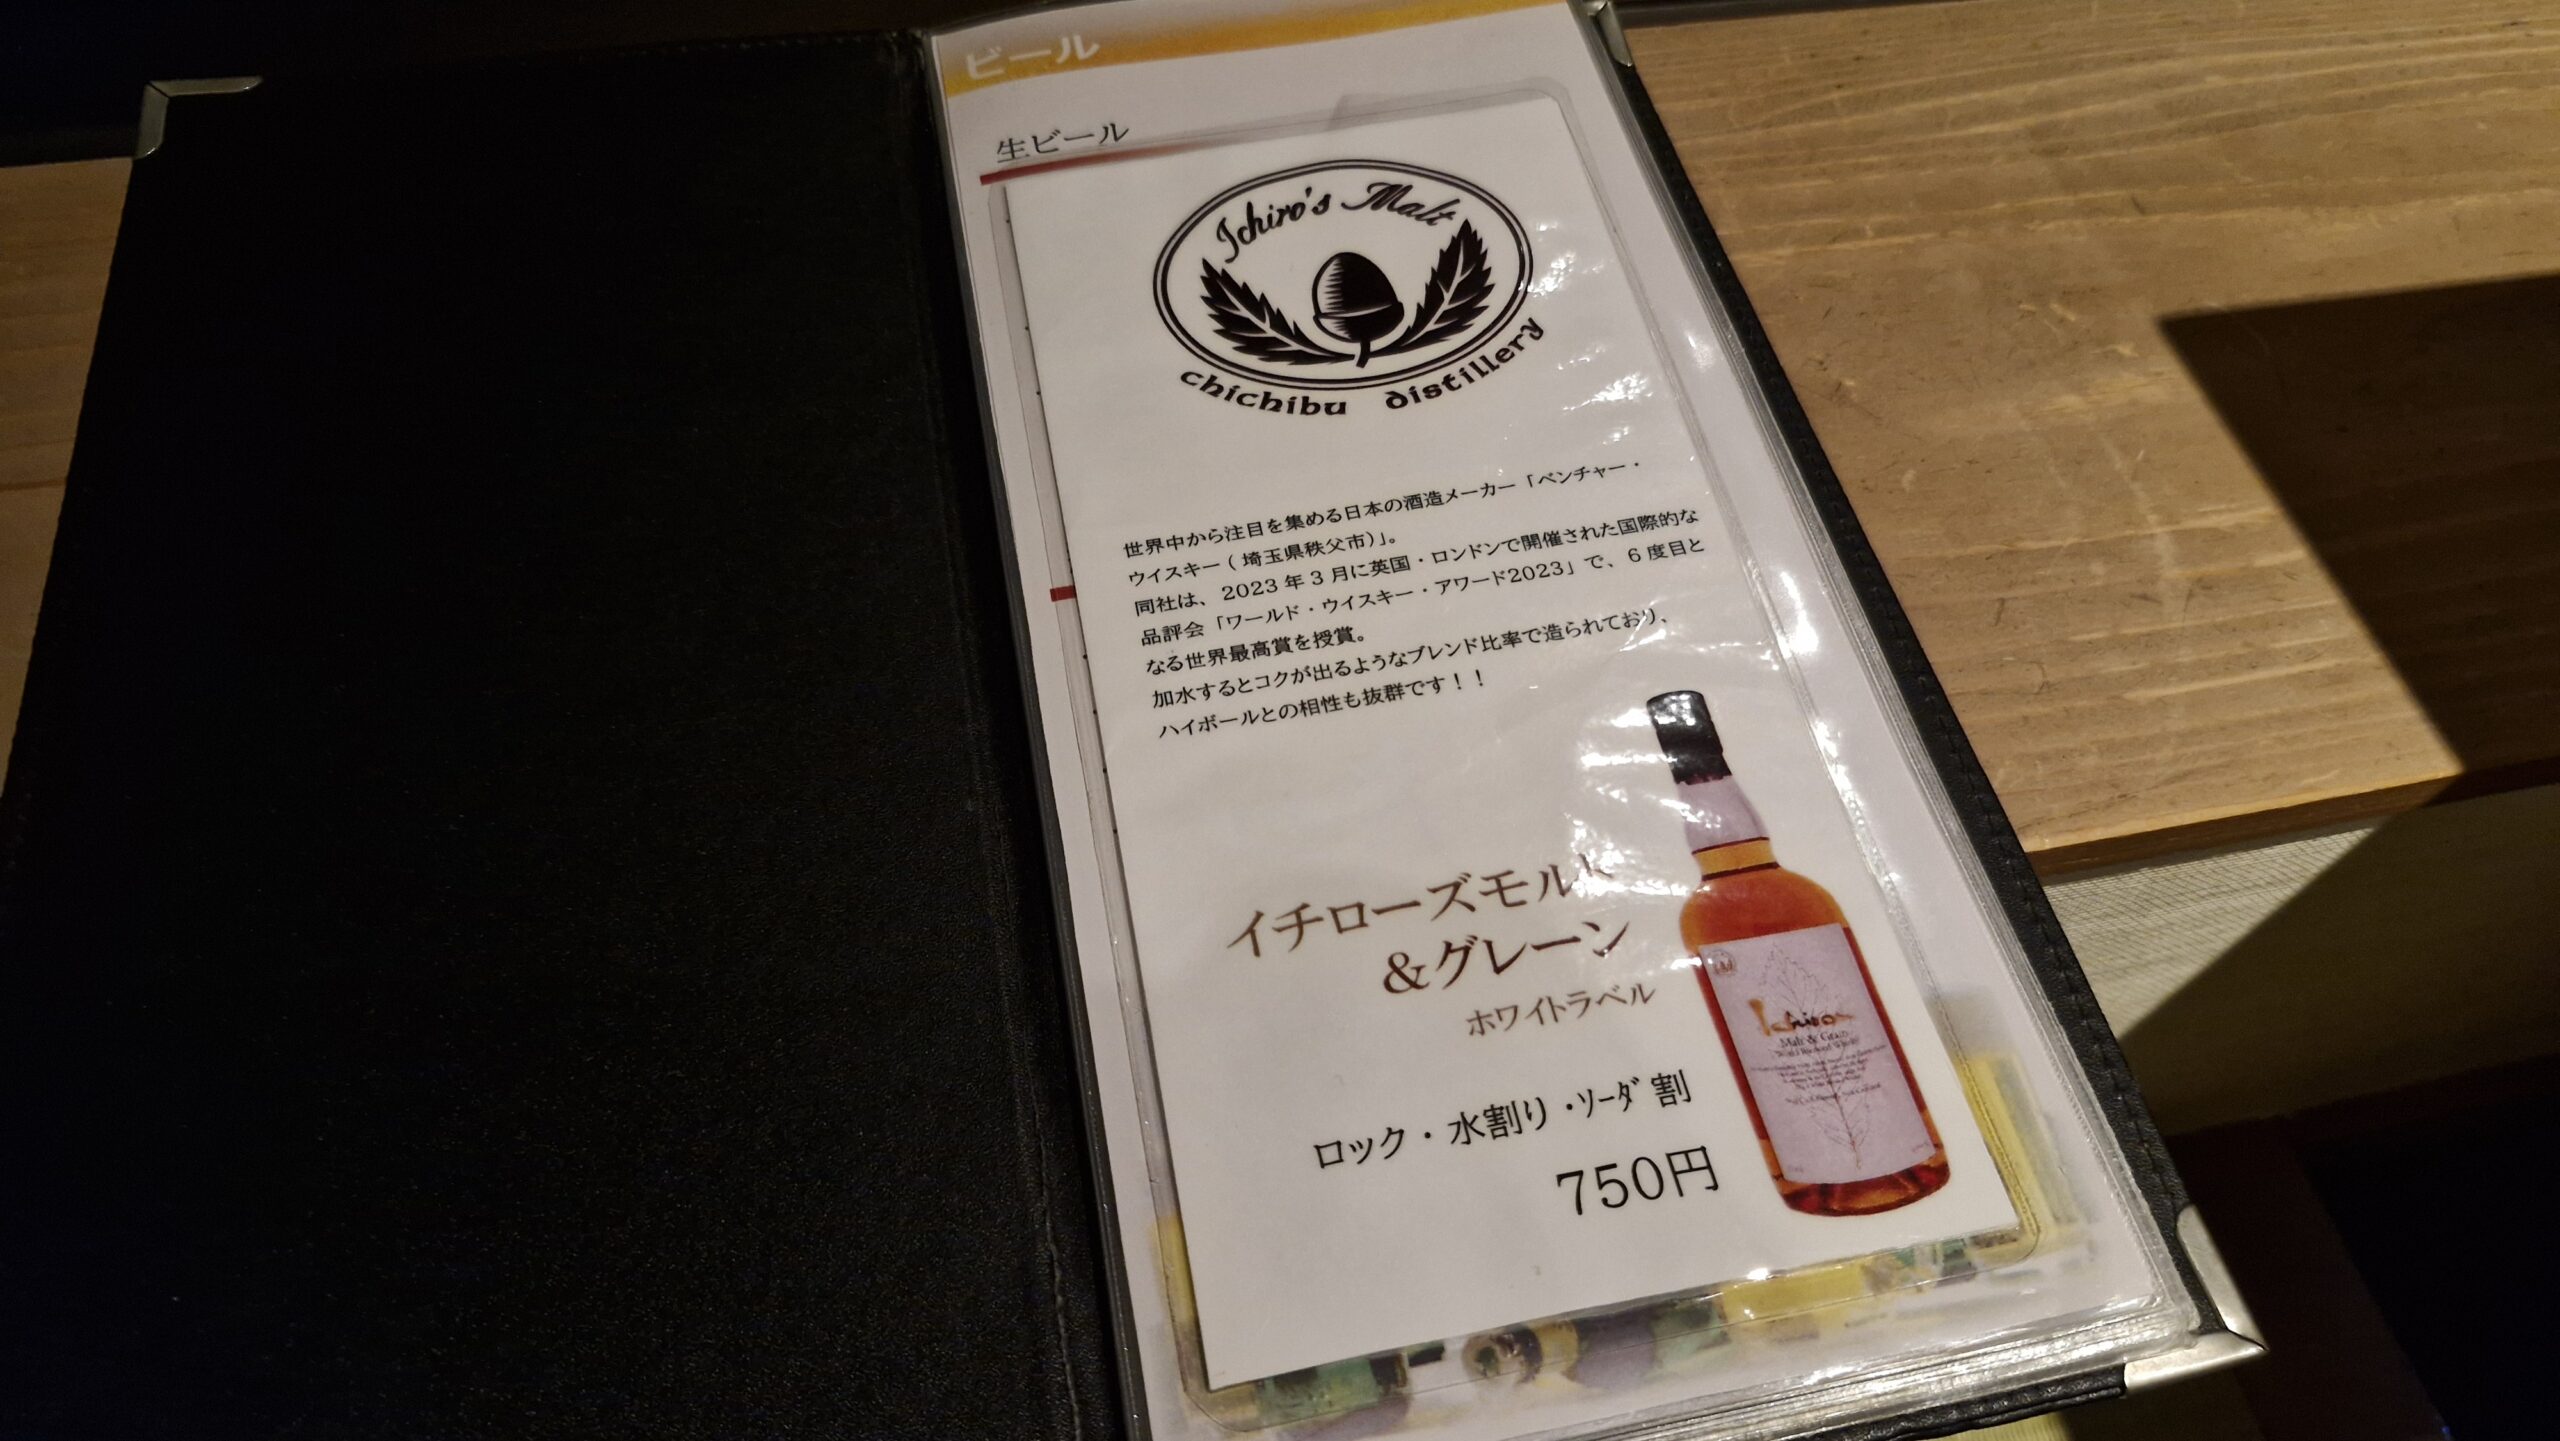 ビール
生ビール
Ichiro's Malt
chichibu distillery
世界中から注目を集める日本の酒造メーカー「ベンチャー・
ウイスキー(埼玉県秩父市)」。
同社は、2023年3月に英国・ロンドンで開催された国際的な
品評会「ワールド・ウイスキー・アワード2023」で、6度目と
なる世界最高賞を授賞。
加水するとコクが出るようなブレンド比率で造られており、
ハイボールとの相性も抜群です！！
イチローズモルト
&グレーン
ホワイトラベル
Ichiro's
Malt & Grain
World Blended Whisky
ロック・水割り・ｿｰﾀﾞ割
750円